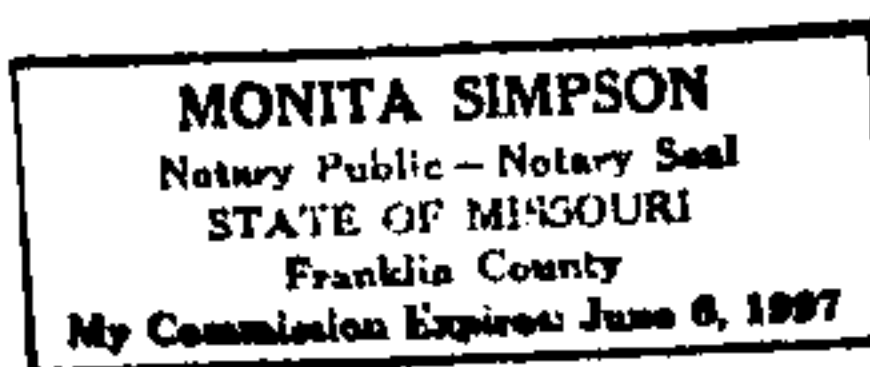 MONITA SIMPSON
Notary Public – Notary Seal
STATE OF MISSOURI
Franklin County
My Commission Expires: June 6, 1997